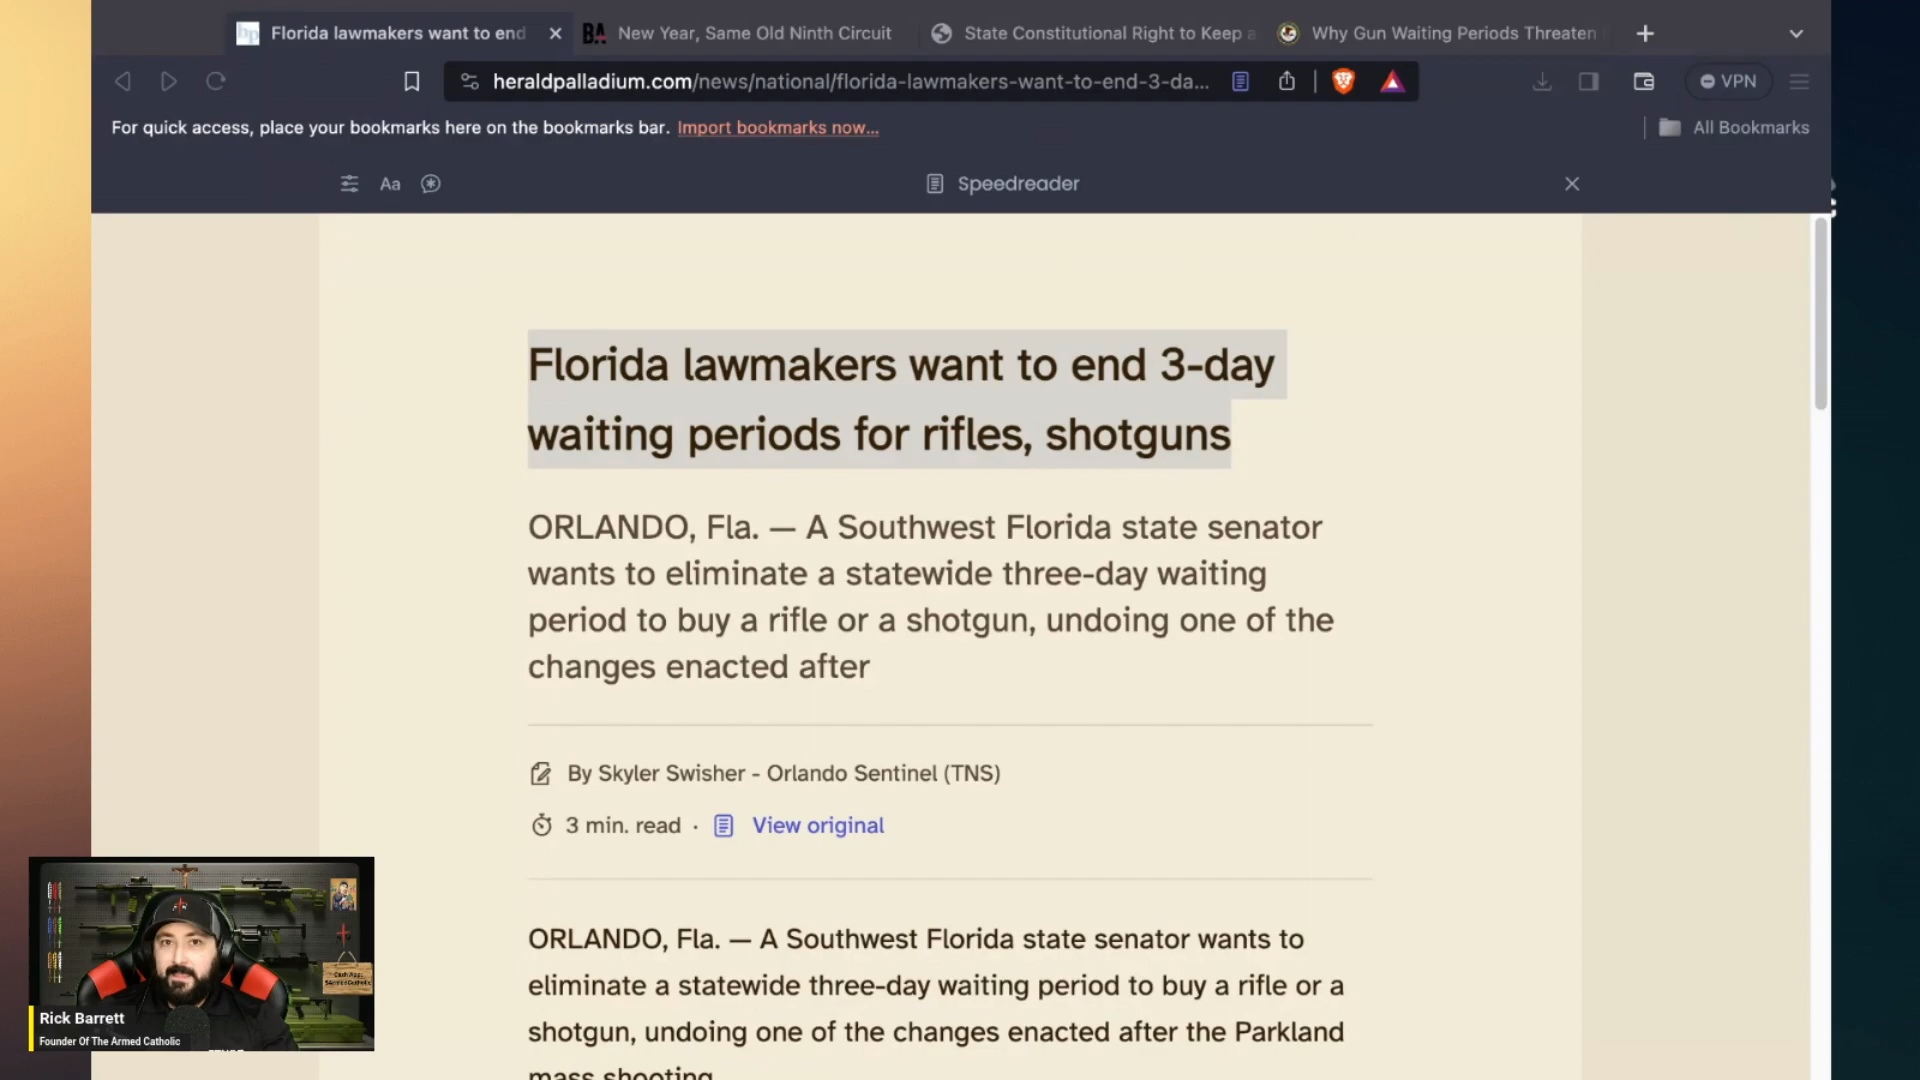 Florida lawmakers want to end
New Year, Same Old Ninth Circuit
State Constitutional Right to Keep a
Why Gun Waiting Periods Threaten
heraldpalladium.com/news/national/florida-lawmakers-want-to-end-3-da...
VPN
For quick access, place your bookmarks here on the bookmarks bar. Import bookmarks now...
All Bookmarks
Aa
Speedreader
Florida lawmakers want to end 3-day
waiting periods for rifles, shotguns
ORLANDO, Fla. — A Southwest Florida state senator
wants to eliminate a statewide three-day waiting
period to buy a rifle or a shotgun, undoing one of the
changes enacted after
By Skyler Swisher - Orlando Sentinel (TNS)
3 min. read · View original
ORLANDO, Fla. — A Southwest Florida state senator wants to
eliminate a statewide three-day waiting period to buy a rifle or a
shotgun, undoing one of the changes enacted after the Parkland
mass shooting.
Cash App:
$ArmedCatholic
Rick Barrett
Founder Of The Armed Catholic